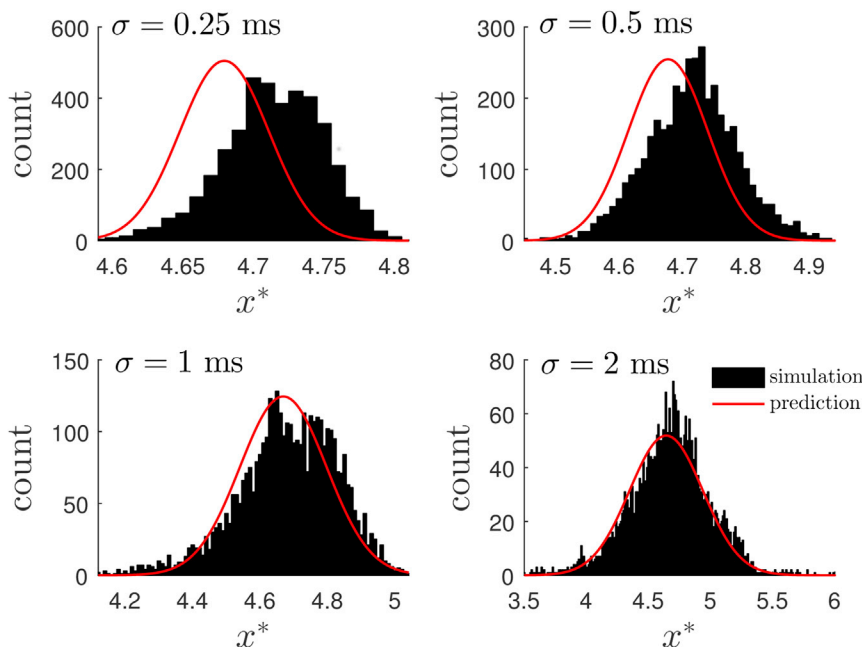 σ = 0.25 ms
600
400
200
0
count
4.6 4.65 4.7 4.75 4.8
x*
σ = 0.5 ms
300
200
100
0
count
4.5 4.6 4.7 4.8 4.9
x*
σ = 1 ms
150
100
50
0
count
4.2 4.4 4.6 4.8 5
x*
σ = 2 ms
80
60
40
20
0
count
simulation
prediction
3.5 4 4.5 5 5.5 6
x*